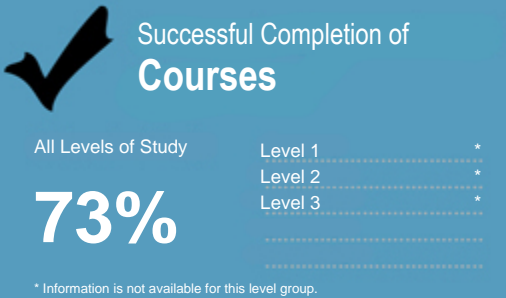 Successful Completion of
Courses
All Levels of Study
73%
Level 1 *
Level 2 *
Level 3 *
* Information is not available for this level group.